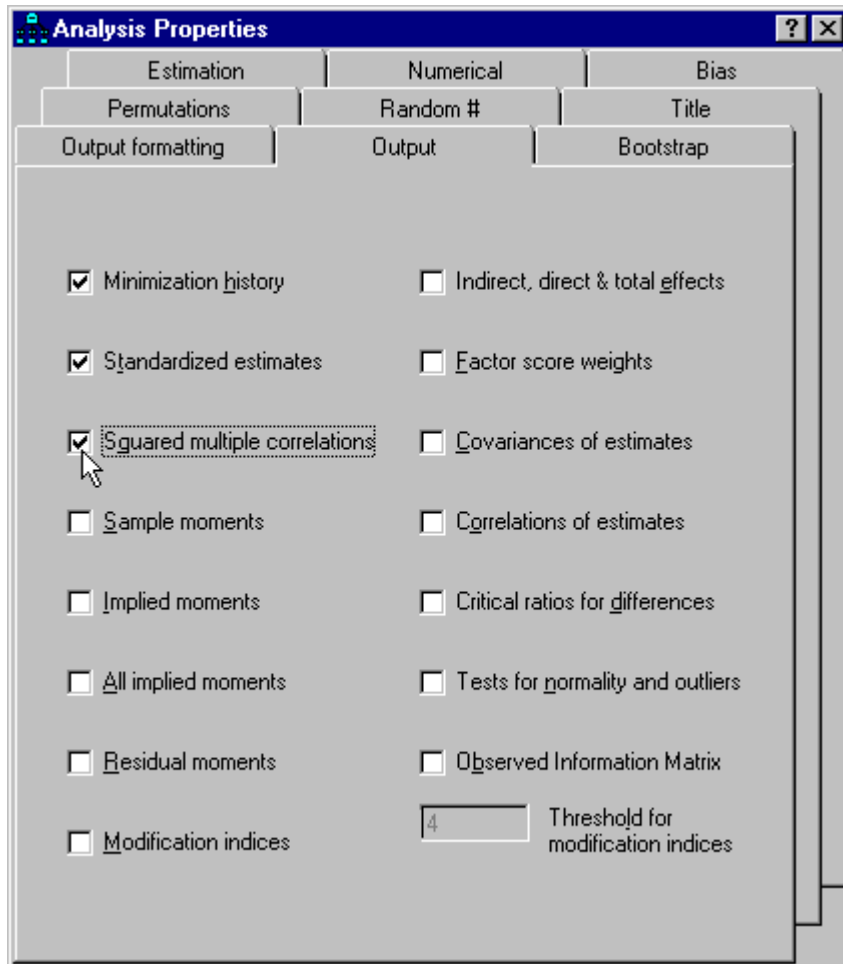 Analysis Properties
Estimation Numerical Bias
Permutations Random # Title
Output formatting Output Bootstrap
Minimization history
Indirect, direct & total effects
Standardized estimates
Factor score weights
Squared multiple correlations
Covariances of estimates
Sample moments
Correlations of estimates
Implied moments
Critical ratios for differences
All implied moments
Tests for normality and outliers
Residual moments
Observed Information Matrix
Modification indices
4
Threshold for
modification indices